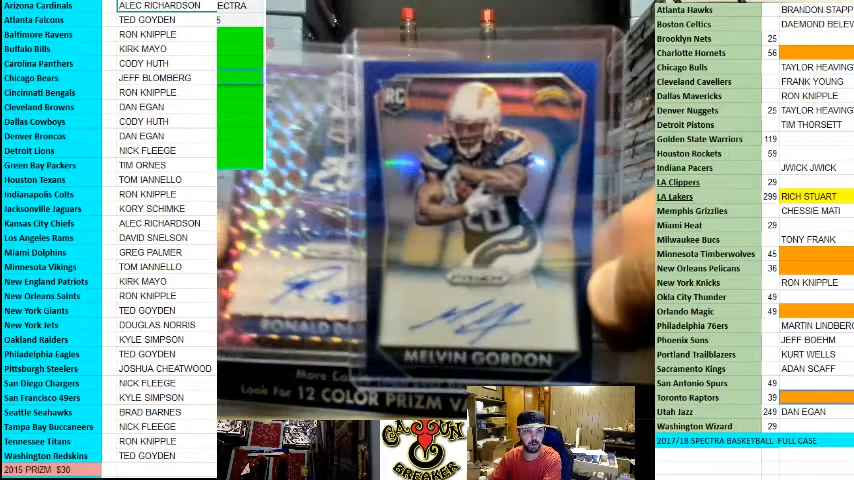 Arizona Cardinals ALEC RICHARDSON ECTRA
Atlanta Falcons TED GOYDEN 5
Baltimore Ravens RON KNIPPLE
Buffalo Bills KIRK MAYO
Carolina Panthers CODY HUTH
Chicago Bears JEFF BLOMBERG
Cincinnati Bengals RON KNIPPLE
Cleveland Browns DAN EGAN
Dallas Cowboys CODY HUTH
Denver Broncos DAN EGAN
Detroit Lions NICK FLEEGE
Green Bay Packers TIM ORNES
Houston Texans TOM IANNELLO
Indianapolis Colts RON KNIPPLE
Jacksonville Jaguars KORY SCHIMKE
Kansas City Chiefs ALEC RICHARDSON
Los Angeles Rams DAVID SNELSON
Miami Dolphins GREG PALMER
Minnesota Vikings TOM IANNELLO
New England Patriots KIRK MAYO
New Orleans Saints RON KNIPPLE
New York Giants TED GOYDEN
New York Jets DOUGLAS NORRIS
Oakland Raiders KYLE SIMPSON
Philadelphia Eagles TED GOYDEN
Pittsburgh Steelers JOSHUA CHEATWOOD
San Diego Chargers NICK FLEEGE
San Francisco 49ers KYLE SIMPSON
Seattle Seahawks BRAD BARNES
Tampa Bay Buccaneers NICK FLEEGE
Tennessee Titans RON KNIPPLE
Washington Redskins TED GOYDEN
2015 PRIZM $30
RC
20
PRIZM
MELVIN GORDON
RONALD
More
Look For 12 COLOR PRIZM
CAJUN
BREAKER
Atlanta Hawks BRANDON STAPP
Boston Celtics DAEMOND BELEW
Brooklyn Nets 25
Charlotte Hornets 56
Chicago Bulls TAYLOR HEAVING
Cleveland Caveliers FRANK YOUNG
Dallas Mavericks RON KNIPPLE
Denver Nuggets 25 TAYLOR HEAVING
Detroit Pistons TIM THORSETT
Golden State Warriors 119
Houston Rockets 59
Indiana Pacers JWICK JWICK
LA Clippers 29
LA Lakers 299 RICH STUART
Memphis Grizzlies CHESSIE MATI
Miami Heat 29
Milwaukee Bucs TONY FRANK
Minnesota Timberwolves 45
New Orleans Pelicans 36
New York Knicks RON KNIPPLE
Okla City Thunder 49
Orlando Magic 49
Philadelphia 76ers MARTIN LINDBERG
Phoenix Suns JEFF BOEHM
Portland Trailblazers KURT WELLS
Sacramento Kings ADAN SCAFF
San Antonio Spurs 49
Toronto Raptors 39
Utah Jazz 249 DAN EGAN
Washington Wizard 29
2017/18 SPECTRA BASKETBALL FULL CASE